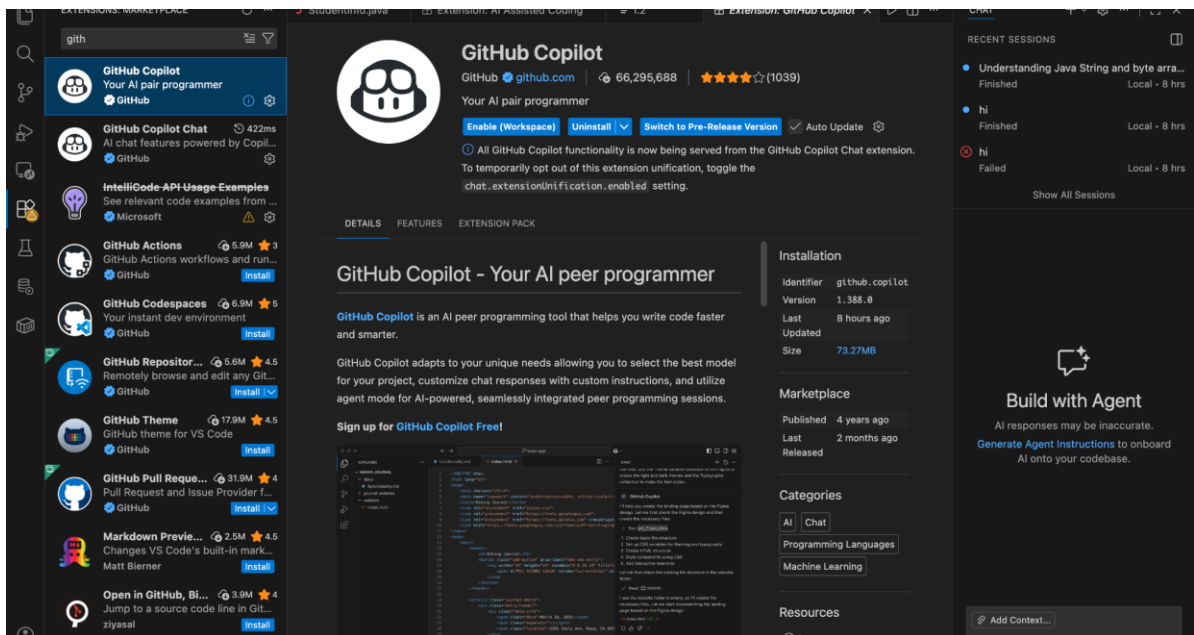 EXTENSIONS: MARKETPLACE
StudentInfo.java
Extension: AI Assisted Coding
1.2
Extension: GitHub Copilot
CHAT
gith
GitHub Copilot
Your AI pair programmer
GitHub
GitHub Copilot Chat 422ms
AI chat features powered by Copil...
GitHub
IntelliCode API Usage Examples
See relevant code examples from ...
Microsoft
GitHub Actions 5.9M 3
GitHub Actions workflows and run...
GitHub Install
GitHub Codespaces 6.9M 5
Your instant dev environment
GitHub Install
GitHub Repositor... 5.6M 4.5
Remotely browse and edit any Git...
GitHub Install
GitHub Theme 17.9M 4.5
GitHub theme for VS Code
GitHub Install
GitHub Pull Reque... 31.9M 4
Pull Request and Issue Provider f...
GitHub Install
Markdown Previe... 2.5M 4.5
Changes VS Code's built-in mark...
Matt Bierner Install
Open in GitHub, Bi... 3.9M 4
Jump to a source code line in Git...
ziyasal Install
GitHub Copilot
GitHub github.com 66,295,688 (1039)
Your AI pair programmer
Enable (Workspace) Uninstall Switch to Pre-Release Version Auto Update
All GitHub Copilot functionality is now being served from the GitHub Copilot Chat extension.
To temporarily opt out of this extension unification, toggle the
chat.extensionUnification.enabled setting.
DETAILS FEATURES EXTENSION PACK
GitHub Copilot - Your AI peer programmer
GitHub Copilot is an AI peer programming tool that helps you write code faster
and smarter.
GitHub Copilot adapts to your unique needs allowing you to select the best model
for your project, customize chat responses with custom instructions, and utilize
agent mode for AI-powered, seamlessly integrated peer programming sessions.
Sign up for GitHub Copilot Free!
Installation
Identifier github.copilot
Version 1.388.0
Last Updated 8 hours ago
Size 73.27MB
Marketplace
Published 4 years ago
Last Released 2 months ago
Categories
AI Chat
Programming Languages
Machine Learning
Resources
RECENT SESSIONS
Understanding Java String and byte arra...
Finished Local • 8 hrs
hi
Finished Local • 8 hrs
hi
Failed Local • 8 hrs
Show All Sessions
Build with Agent
AI responses may be inaccurate.
Generate Agent Instructions to onboard
AI onto your codebase.
Add Context...